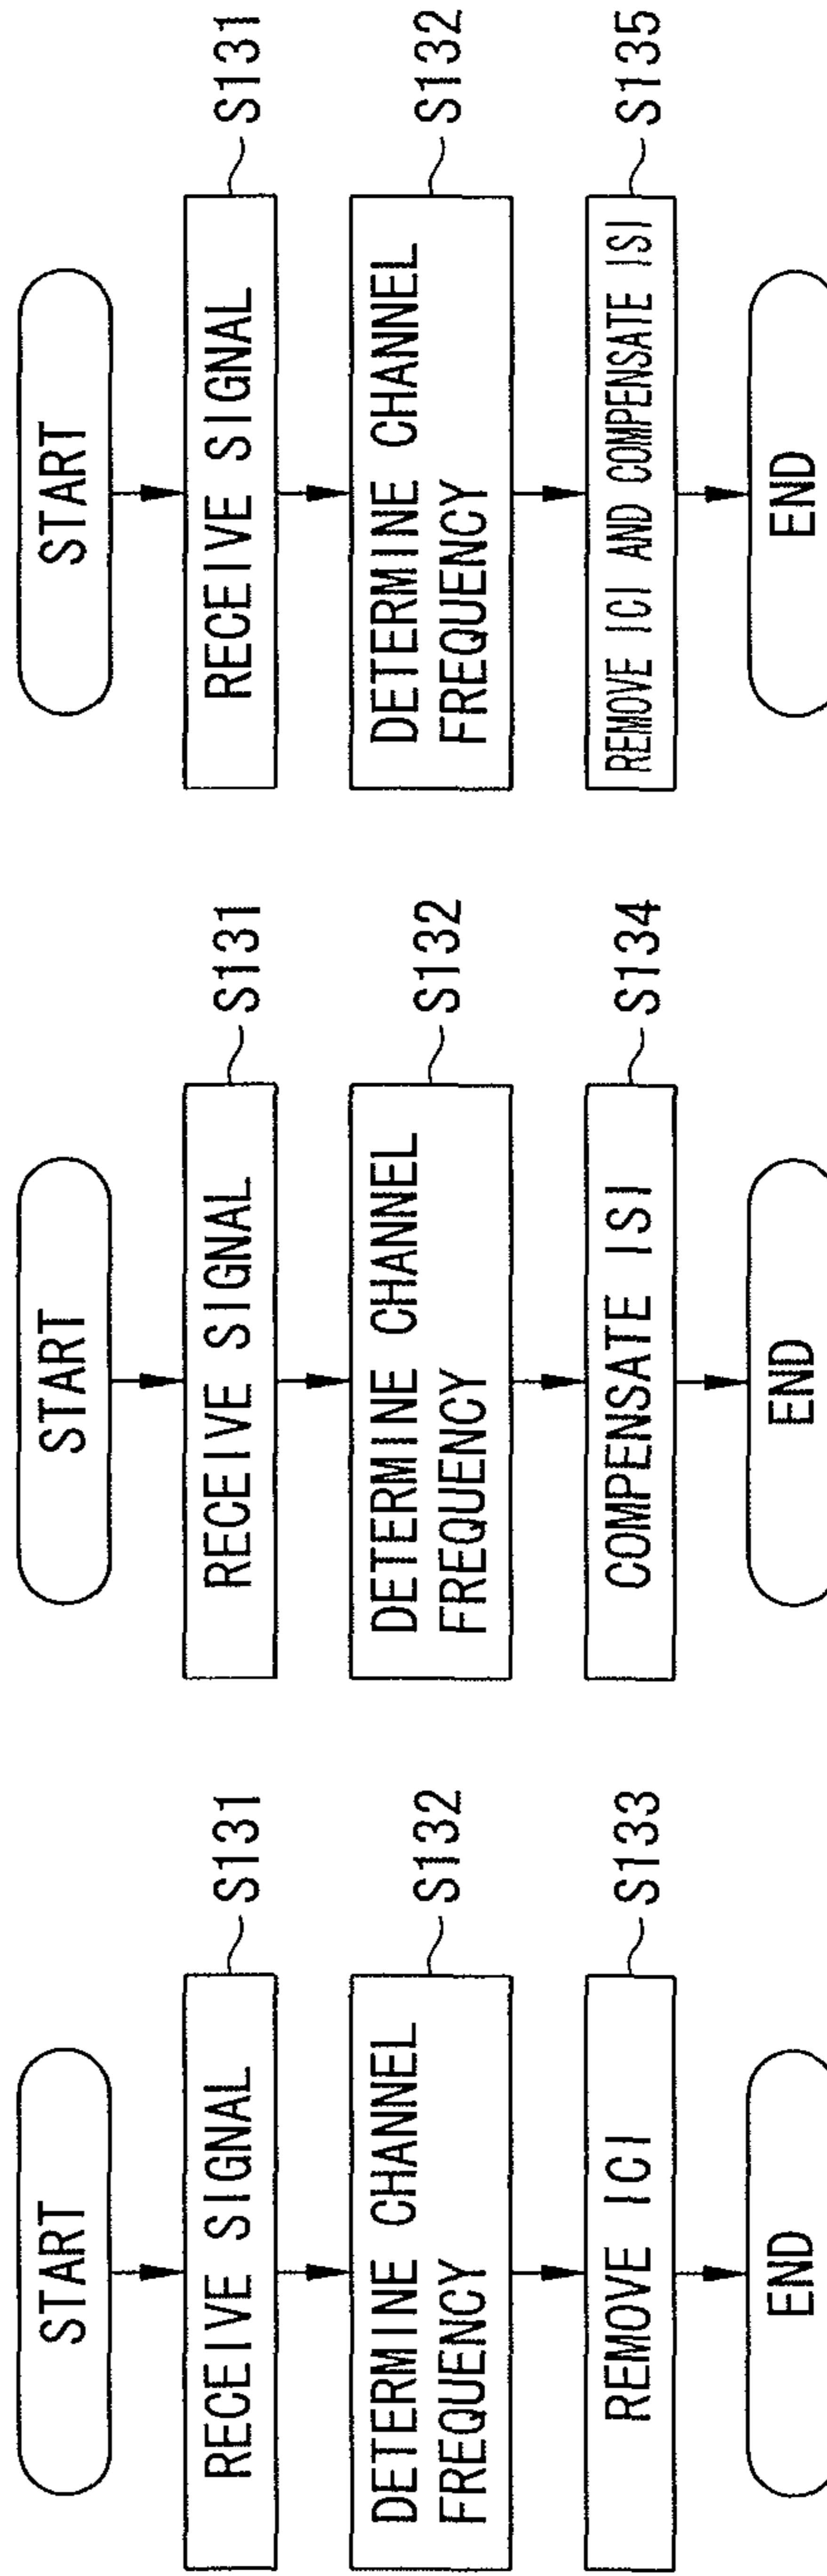 START
RECEIVE SIGNAL
S131
DETERMINE CHANNEL
FREQUENCY
S132
REMOVE ICI
S133
END
START
RECEIVE SIGNAL
S131
DETERMINE CHANNEL
FREQUENCY
S132
COMPENSATE ISI
S134
END
START
RECEIVE SIGNAL
S131
DETERMINE CHANNEL
FREQUENCY
S132
REMOVE ICI AND COMPENSATE ISI
S135
END